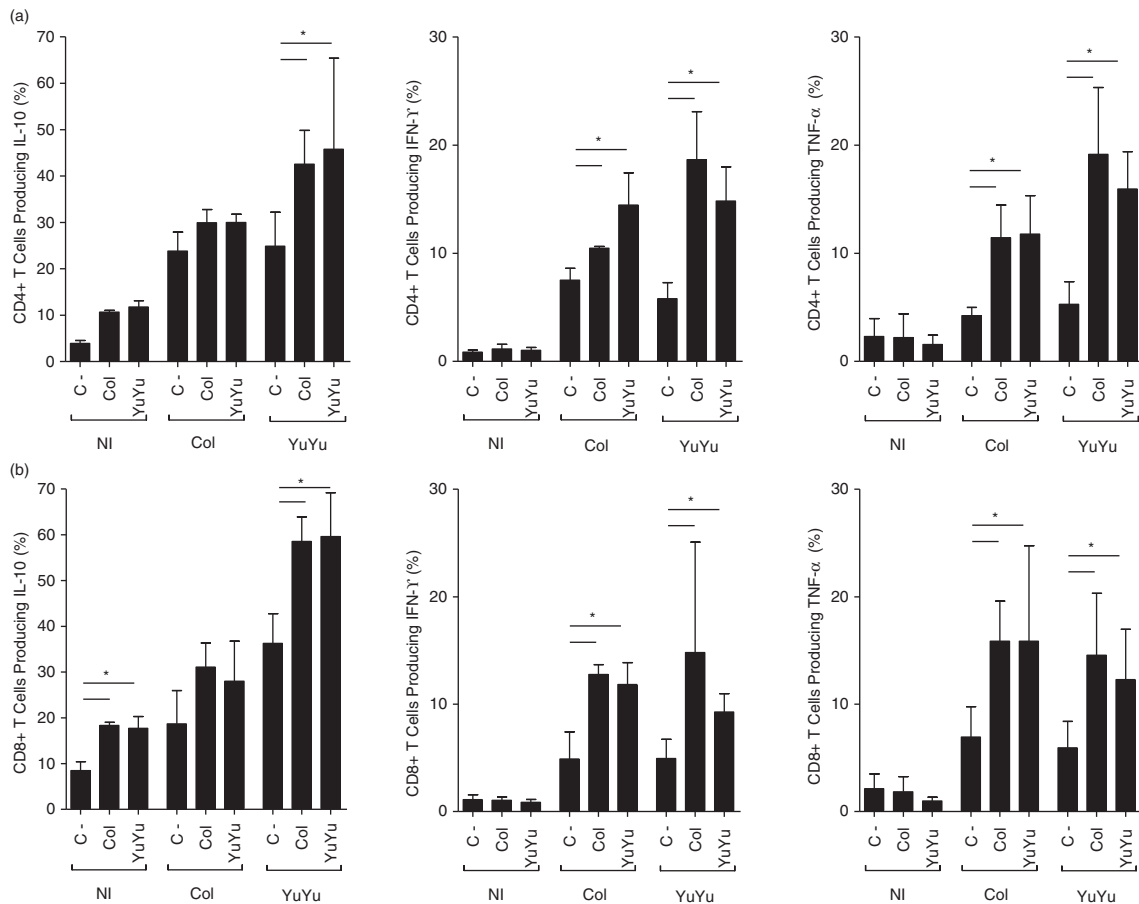 (a)
CD4+ T Cells Producing IL-10 (%)
70
60
50
40
30
20
10
0
*
C -
Col
YuYu
C -
Col
YuYu
C -
Col
YuYu
NI
Col
YuYu
CD4+ T Cells Producing IFN-ϒ (%)
30
20
10
0
*
*
C -
Col
YuYu
C -
Col
YuYu
C -
Col
YuYu
NI
Col
YuYu
CD4+ T Cells Producing TNF-α (%)
30
20
10
0
*
*
C -
Col
YuYu
C -
Col
YuYu
C -
Col
YuYu
NI
Col
YuYu
(b)
CD8+ T Cells Producing IL-10 (%)
70
60
50
40
30
20
10
0
*
*
C -
Col
YuYu
C -
Col
YuYu
C -
Col
YuYu
NI
Col
YuYu
CD8+ T Cells Producing IFN-ϒ (%)
30
20
10
0
*
*
C -
Col
YuYu
C -
Col
YuYu
C -
Col
YuYu
NI
Col
YuYu
CD8+ T Cells Producing TNF-α (%)
30
20
10
0
*
*
C -
Col
YuYu
C -
Col
YuYu
C -
Col
YuYu
NI
Col
YuYu